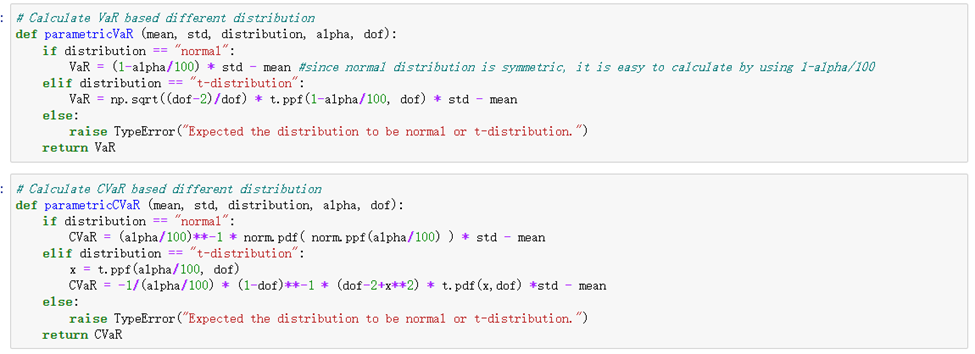 : # Calculate VaR based different distribution
def parametricVaR (mean, std, distribution, alpha, dof):
    if distribution == "normal":
        VaR = (1-alpha/100) * std - mean #since normal distribution is symmetric, it is easy to calculate by using 1-alpha/100
    elif distribution == "t-distribution":
        VaR = np.sqrt((dof-2)/dof) * t.ppf(1-alpha/100, dof) * std - mean
    else:
        raise TypeError("Expected the distribution to be normal or t-distribution.")
    return VaR
: # Calculate CVaR based different distribution
def parametricCVaR (mean, std, distribution, alpha, dof):
    if distribution == "normal":
        CVaR = (alpha/100)**-1 * norm.pdf( norm.ppf(alpha/100) ) * std - mean
    elif distribution == "t-distribution":
        x = t.ppf(alpha/100, dof)
        CVaR = -1/(alpha/100) * (1-dof)**-1 * (dof-2+x**2) * t.pdf(x,dof) *std - mean
    else:
        raise TypeError("Expected the distribution to be normal or t-distribution.")
    return CVaR